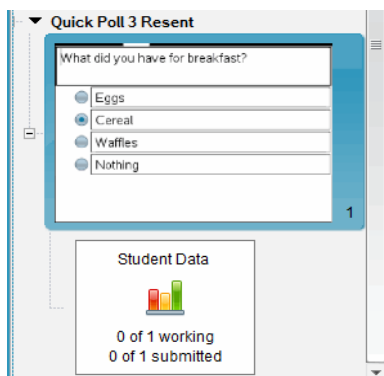 Quick Poll 3 Resent
What did you have for breakfast?
Eggs
Cereal
Waffles
Nothing
1
Student Data
0 of 1 working
0 of 1 submitted